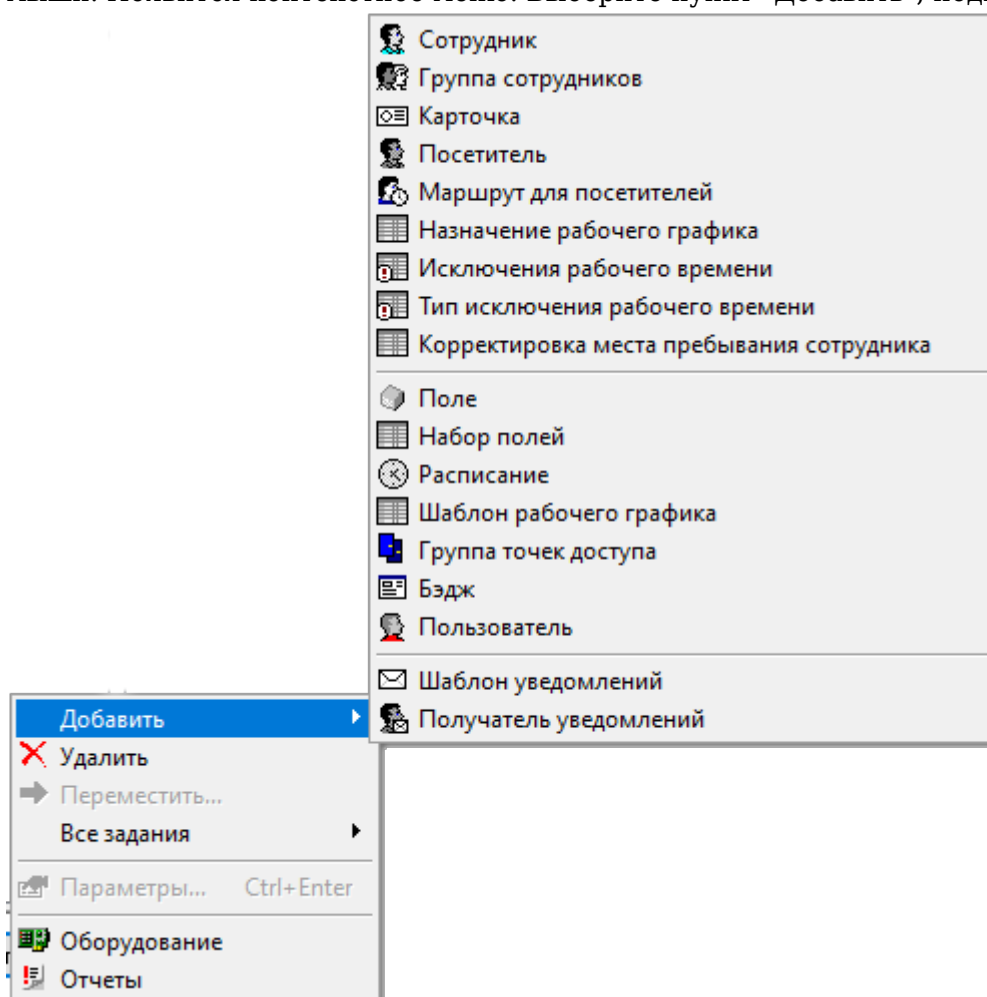 Сотрудник
Группа сотрудников
Карточка
Посетитель
Маршрут для посетителей
Назначение рабочего графика
Исключения рабочего времени
Тип исключения рабочего времени
Корректировка места пребывания сотрудника
Поле
Набор полей
Расписание
Шаблон рабочего графика
Группа точек доступа
Бэдж
Пользователь
Шаблон уведомлений
Получатель уведомлений
Добавить
Удалить
Переместить...
Все задания
Параметры... Ctrl+Enter
Оборудование
Отчеты